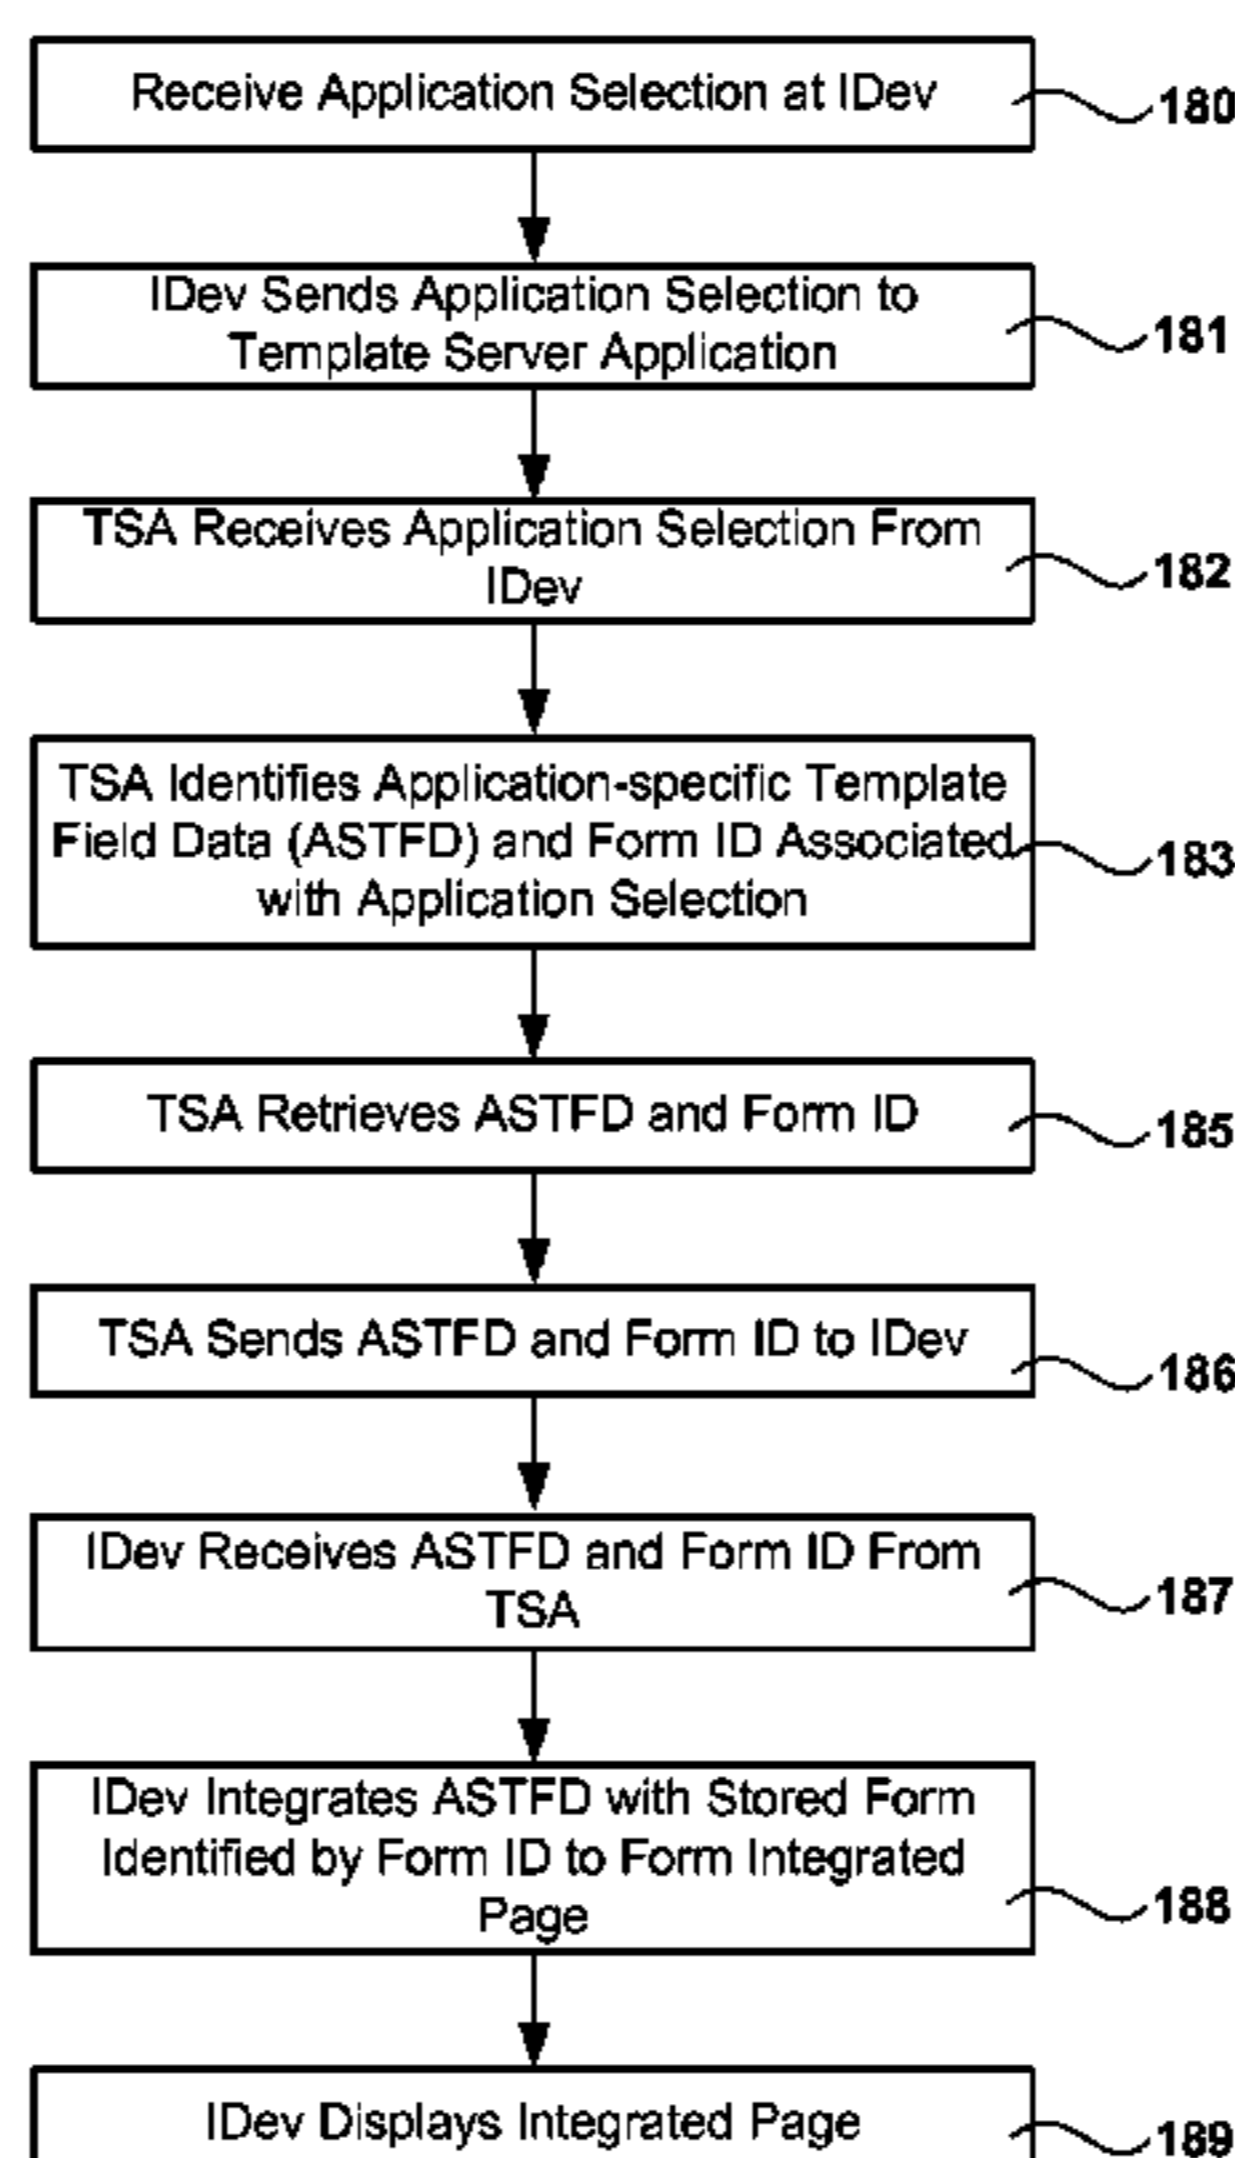 Receive Application Selection at IDev
180
IDev Sends Application Selection to
Template Server Application
181
TSA Receives Application Selection From
IDev
182
TSA Identifies Application-specific Template
Field Data (ASTFD) and Form ID Associated
with Application Selection
183
TSA Retrieves ASTFD and Form ID
185
TSA Sends ASTFD and Form ID to IDev
186
IDev Receives ASTFD and Form ID From
TSA
187
IDev Integrates ASTFD with Stored Form
Identified by Form ID to Form Integrated
Page
188
IDev Displays Integrated Page
189